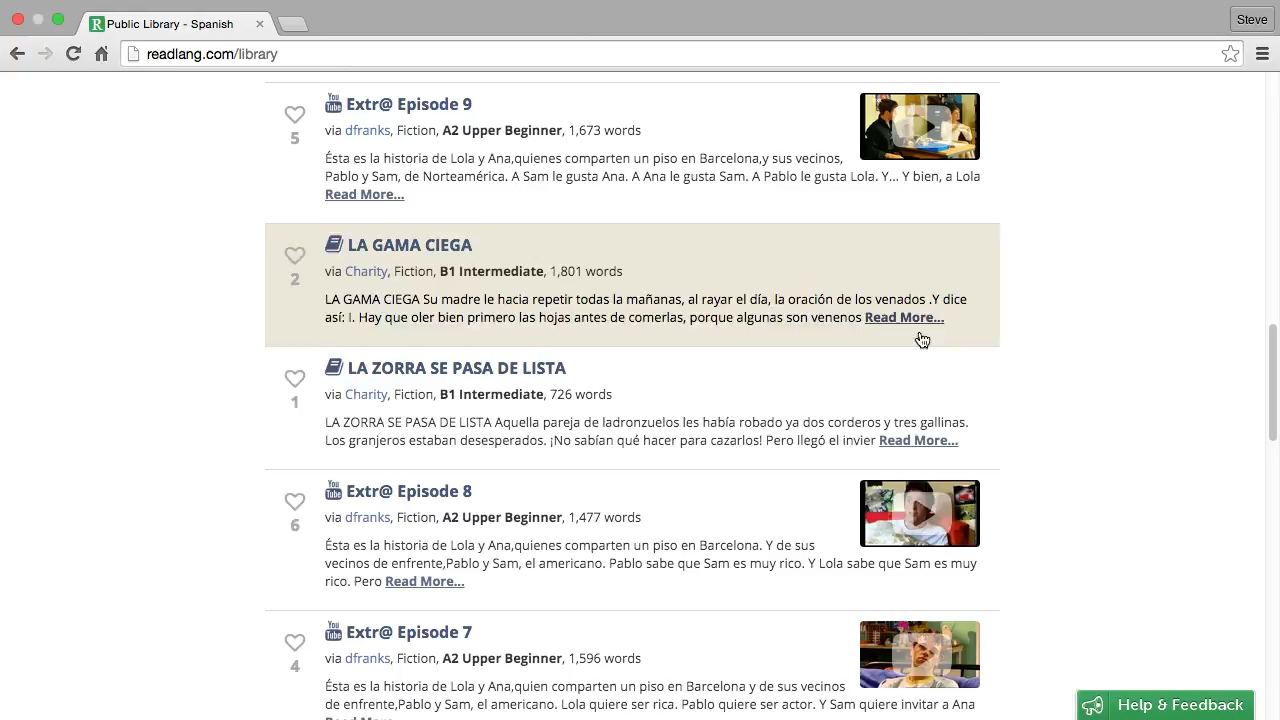 Public Library - Spanish
Steve
readlang.com/library
Extr@ Episode 9
5
via dfranks, Fiction, A2 Upper Beginner, 1,673 words
Ésta es la historia de Lola y Ana,quienes comparten un piso en Barcelona,y sus vecinos,
Pablo y Sam, de Norteamérica. A Sam le gusta Ana. A Ana le gusta Sam. A Pablo le gusta Lola. Y... Y bien, a Lola
Read More...
LA GAMA CIEGA
2
via Charity, Fiction, B1 Intermediate, 1,801 words
LA GAMA CIEGA Su madre le hacia repetir todas la mañanas, al rayar el día, la oración de los venados .Y dice
así: I. Hay que oler bien primero las hojas antes de comerlas, porque algunas son venenos Read More...
LA ZORRA SE PASA DE LISTA
1
via Charity, Fiction, B1 Intermediate, 726 words
LA ZORRA SE PASA DE LISTA Aquella pareja de ladronzuelos les había robado ya dos corderos y tres gallinas.
Los granjeros estaban desesperados. ¡No sabían qué hacer para cazarlos! Pero llegó el invier Read More...
Extr@ Episode 8
6
via dfranks, Fiction, A2 Upper Beginner, 1,477 words
Ésta es la historia de Lola y Ana,quienes comparten un piso en Barcelona. Y de sus
vecinos de enfrente,Pablo y Sam, el americano. Pablo sabe que Sam es muy rico. Y Lola sabe que Sam es muy
rico. Pero Read More...
Extr@ Episode 7
4
via dfranks, Fiction, A2 Upper Beginner, 1,596 words
Ésta es la historia de Lola y Ana,quien comparten un piso en Barcelona y de sus vecinos
de enfrente,Pablo y Sam, el americano. Lola quiere ser rica. Pablo quiere ser actor. Y Sam quiere invitar a Ana
Read More...
Help & Feedback